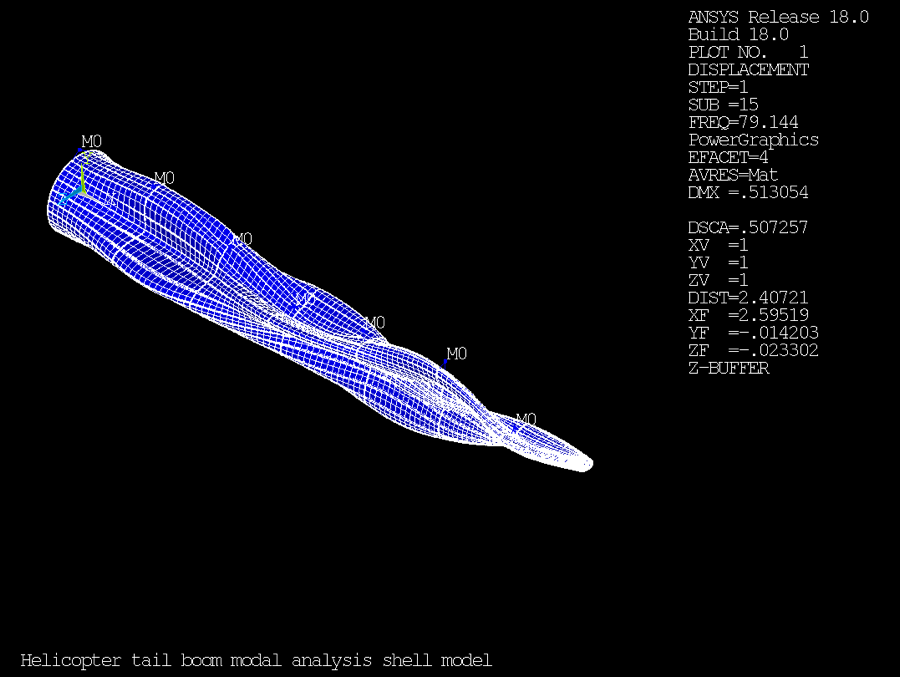 ANSYS Release 18.0
Build 18.0
PLOT NO.   1
DISPLACEMENT
STEP=1
SUB =15
FREQ=79.144
PowerGraphics
EFACET=4
AVRES=Mat
DMX =.513054
DSCA=.507257
XV  =1
YV  =1
ZV  =1
DIST=2.40721
XF  =2.59519
YF  =-.014203
ZF  =-.023302
Z-BUFFER
M0
M0
M0
M0
M0
M0
M0
Helicopter tail boom modal analysis shell model